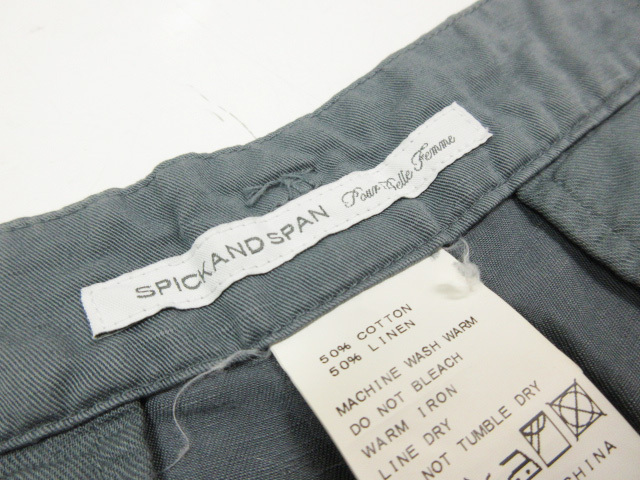 SPICKANDSPAN Pour Belle Femme
50% COTTON
50% LINEN
MACHINE WASH WARM
DO NOT BLEACH
WARM IRON
LINE DRY
NOT TUMBLE DRY
CHINA